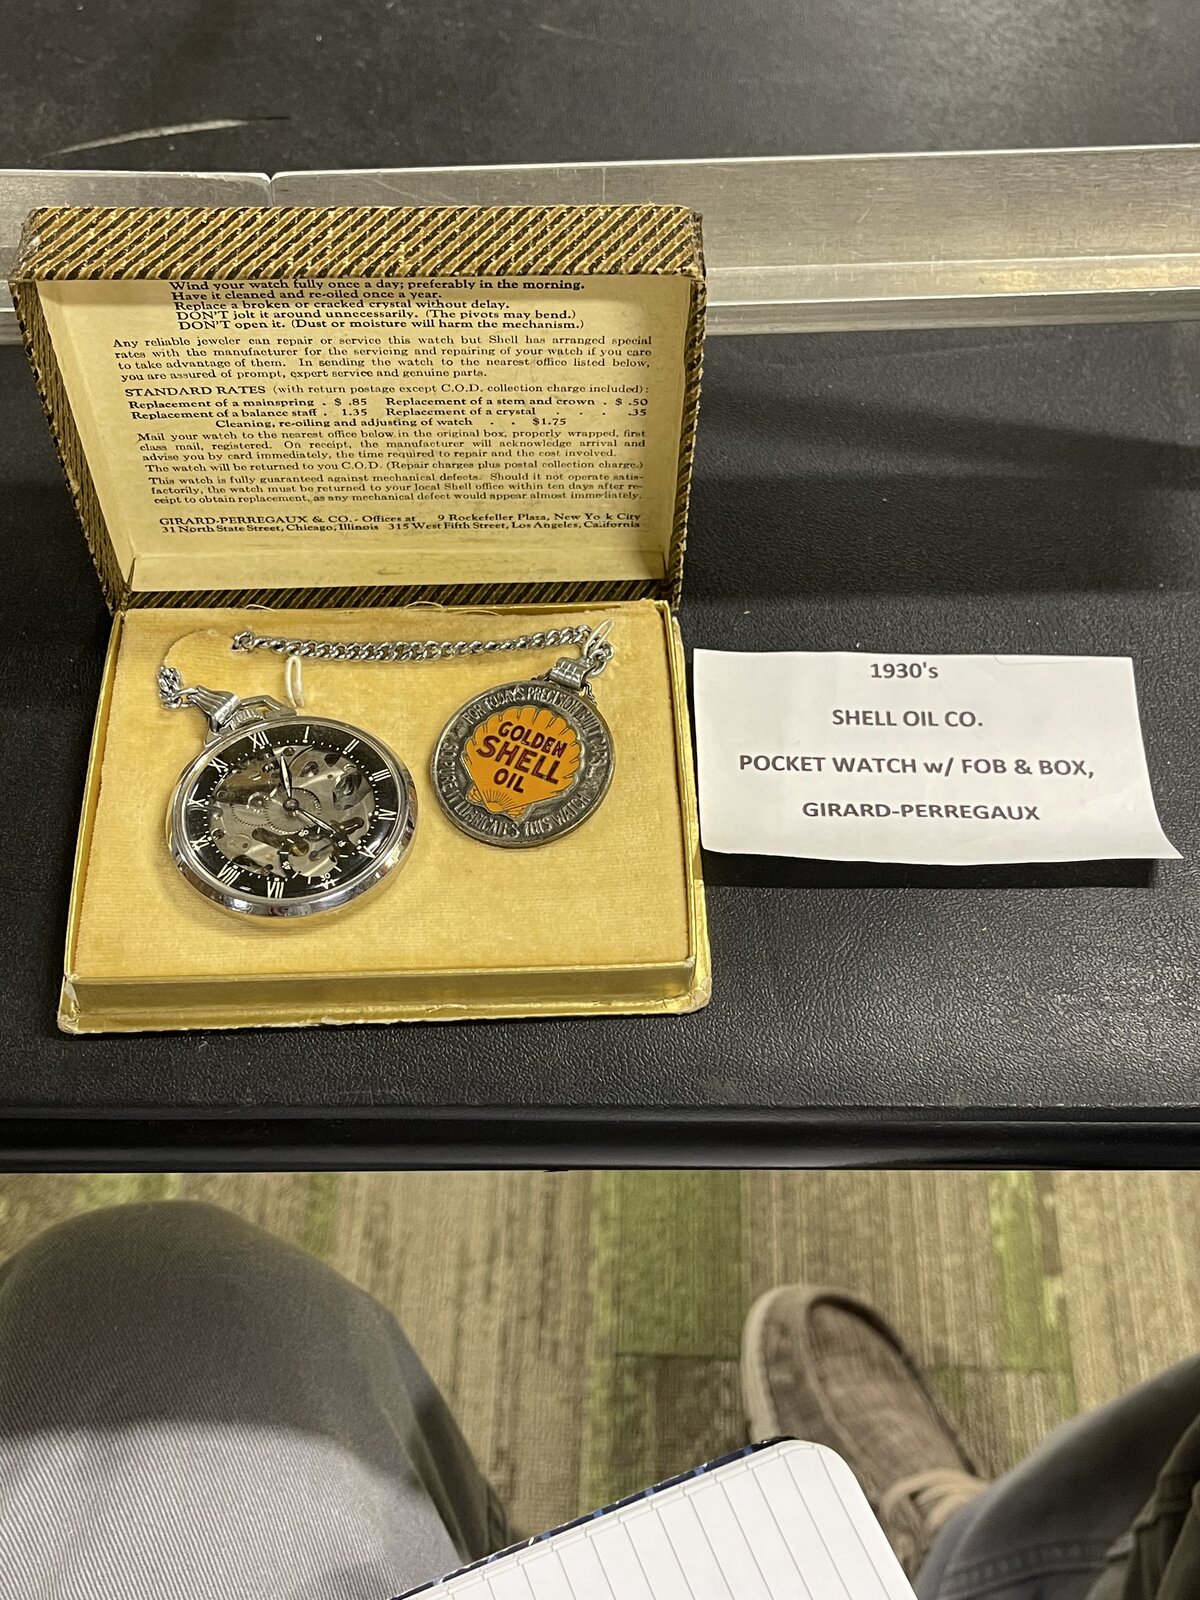 Wind your watch fully once a day; preferably in the morning.
Have it cleaned and re-oiled once a year.
Replace a broken or cracked crystal without delay.
DON'T jolt it around unnecessarily. (The pivots may bend.)
DON'T open it. (Dust or moisture will harm the mechanism.)
Any reliable jeweler can repair or service this watch but Shell has arranged special
rates with the manufacturer for the servicing and repairing of your watch if you care
to take advantage of them. In sending the watch to the nearest office listed below,
you are assured of prompt, expert service and genuine parts.
STANDARD RATES (with return postage except C.O.D. collection charge included):
Replacement of a mainspring . $ .85 Replacement of a stem and crown . $ .50
Replacement of a balance staff . 1.35 Replacement of a crystal . . . . .35
Cleaning, re-oiling and adjusting of watch . . $1.75
Mail your watch to the nearest office below in the original box, properly wrapped, first
class mail, registered. On receipt, the manufacturer will acknowledge arrival and
advise you by card immediately, the time required to repair and the cost involved.
The watch will be returned to you C.O.D. (Repair charges plus postal collection charge.)
This watch is fully guaranteed against mechanical defects. Should it not operate satis-
factorily, the watch must be returned to your local Shell office within ten days after re-
ceipt to obtain replacement, as any mechanical defect would appear almost immediately.
GIRARD-PERREGAUX & CO. - Offices at 9 Rockefeller Plaza, New Yo k City
31 North State Street, Chicago, Illinois 315 West Fifth Street, Los Angeles, California
FOR TODAY'S PRECISION BUILT CARS
GOLDEN
SHELL
OIL
LUBRICATES THIS WATCH
XII I II III IV V VII VIII
30
1930's
SHELL OIL CO.
POCKET WATCH w/ FOB & BOX,
GIRARD-PERREGAUX